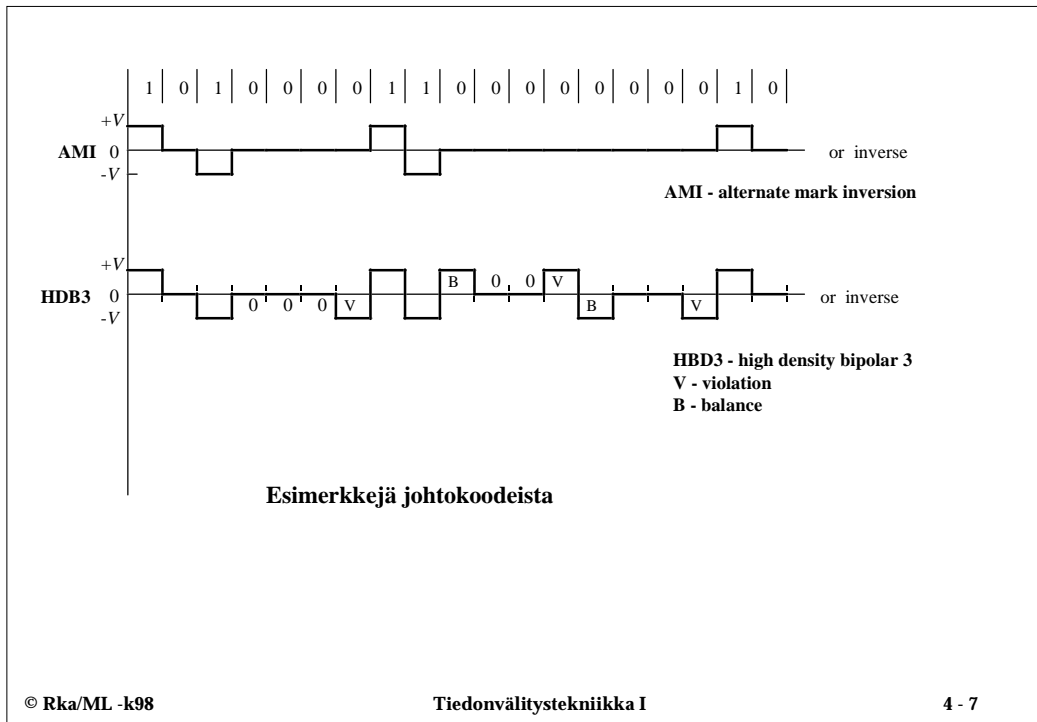 1 0 1 0 0 0 0 1 1 0 0 0 0 0 0 0 0 1 0
+V
AMI 0 or inverse
-V
AMI - alternate mark inversion
+V
B 0 0 V
HDB3 0 or inverse
0 0 0 V B V
-V
HBD3 - high density bipolar 3
V - violation
B - balance
Esimerkkejä johtokoodeista
© Rka/ML -k98 Tiedonvälitystekniikka I 4 - 7